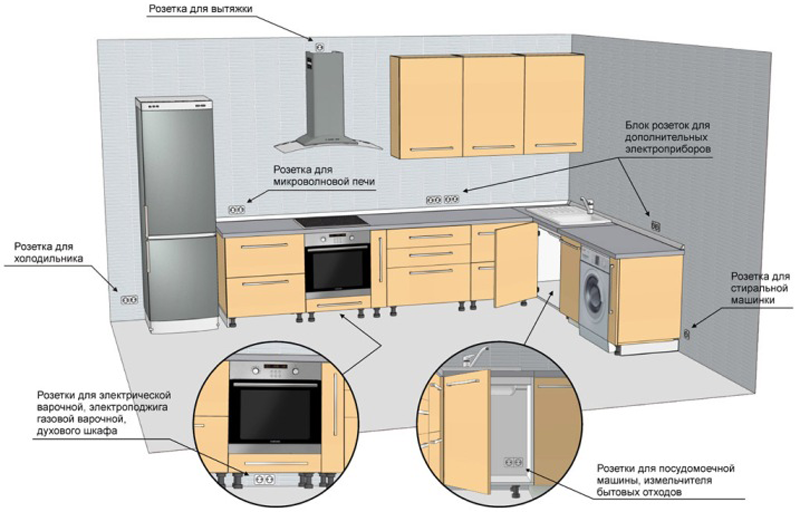 Розетка для вытяжки
Блок розеток для
дополнительных
электроприборов
Розетка для
микроволновой печи
Розетка для
холодильника
Розетка для
стиральной
машинки
Розетки для электрической
варочной, электроподжига
газовой варочной,
духового шкафа
Розетки для посудомоечной
машины, измельчителя
бытовых отходов